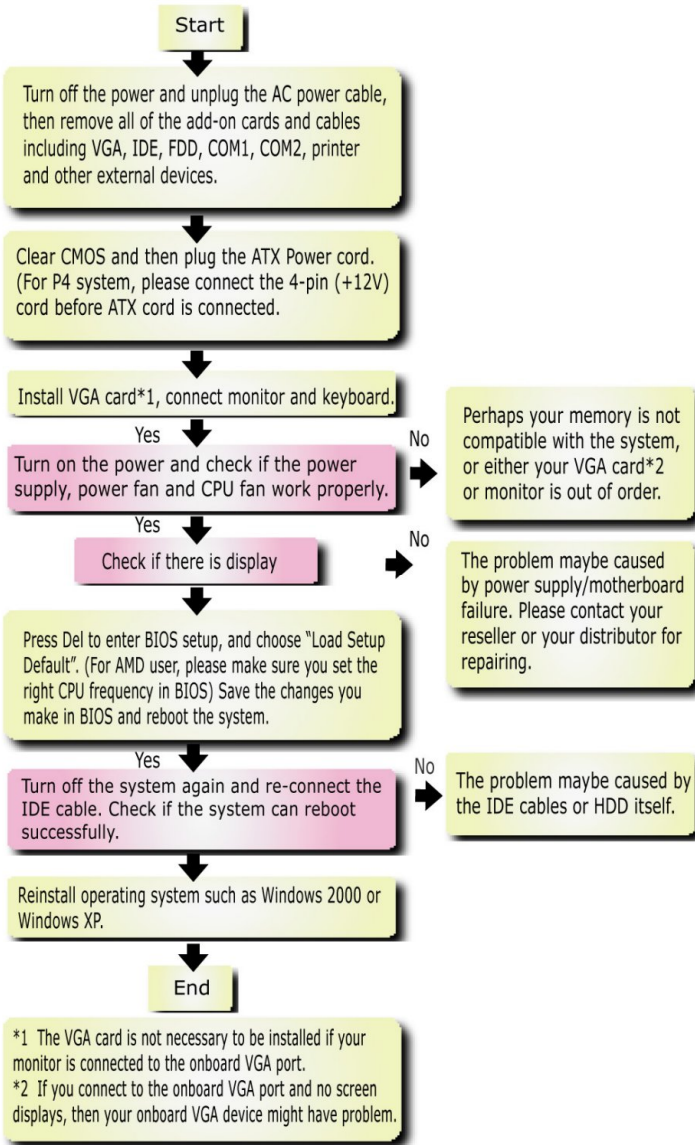 Start
Turn off the power and unplug the AC power cable,
then remove all of the add-on cards and cables
including VGA, IDE, FDD, COM1, COM2, printer
and other external devices.
Clear CMOS and then plug the ATX Power cord.
(For P4 system, please connect the 4-pin (+12V)
cord before ATX cord is connected.
Install VGA card*1, connect monitor and keyboard.
Yes
No
Turn on the power and check if the power
supply, power fan and CPU fan work properly.
Perhaps your memory is not
compatible with the system,
or either your VGA card*2
or monitor is out of order.
Yes
No
Check if there is display
The problem maybe caused
by power supply/motherboard
failure. Please contact your
reseller or your distributor for
repairing.
Press Del to enter BIOS setup, and choose “Load Setup
Default”. (For AMD user, please make sure you set the
right CPU frequency in BIOS) Save the changes you
make in BIOS and reboot the system.
Yes
No
Turn off the system again and re-connect the
IDE cable. Check if the system can reboot
successfully.
The problem maybe caused by
the IDE cables or HDD itself.
Reinstall operating system such as Windows 2000 or
Windows XP.
End
*1 The VGA card is not necessary to be installed if your
monitor is connected to the onboard VGA port.
*2 If you connect to the onboard VGA port and no screen
displays, then your onboard VGA device might have problem.